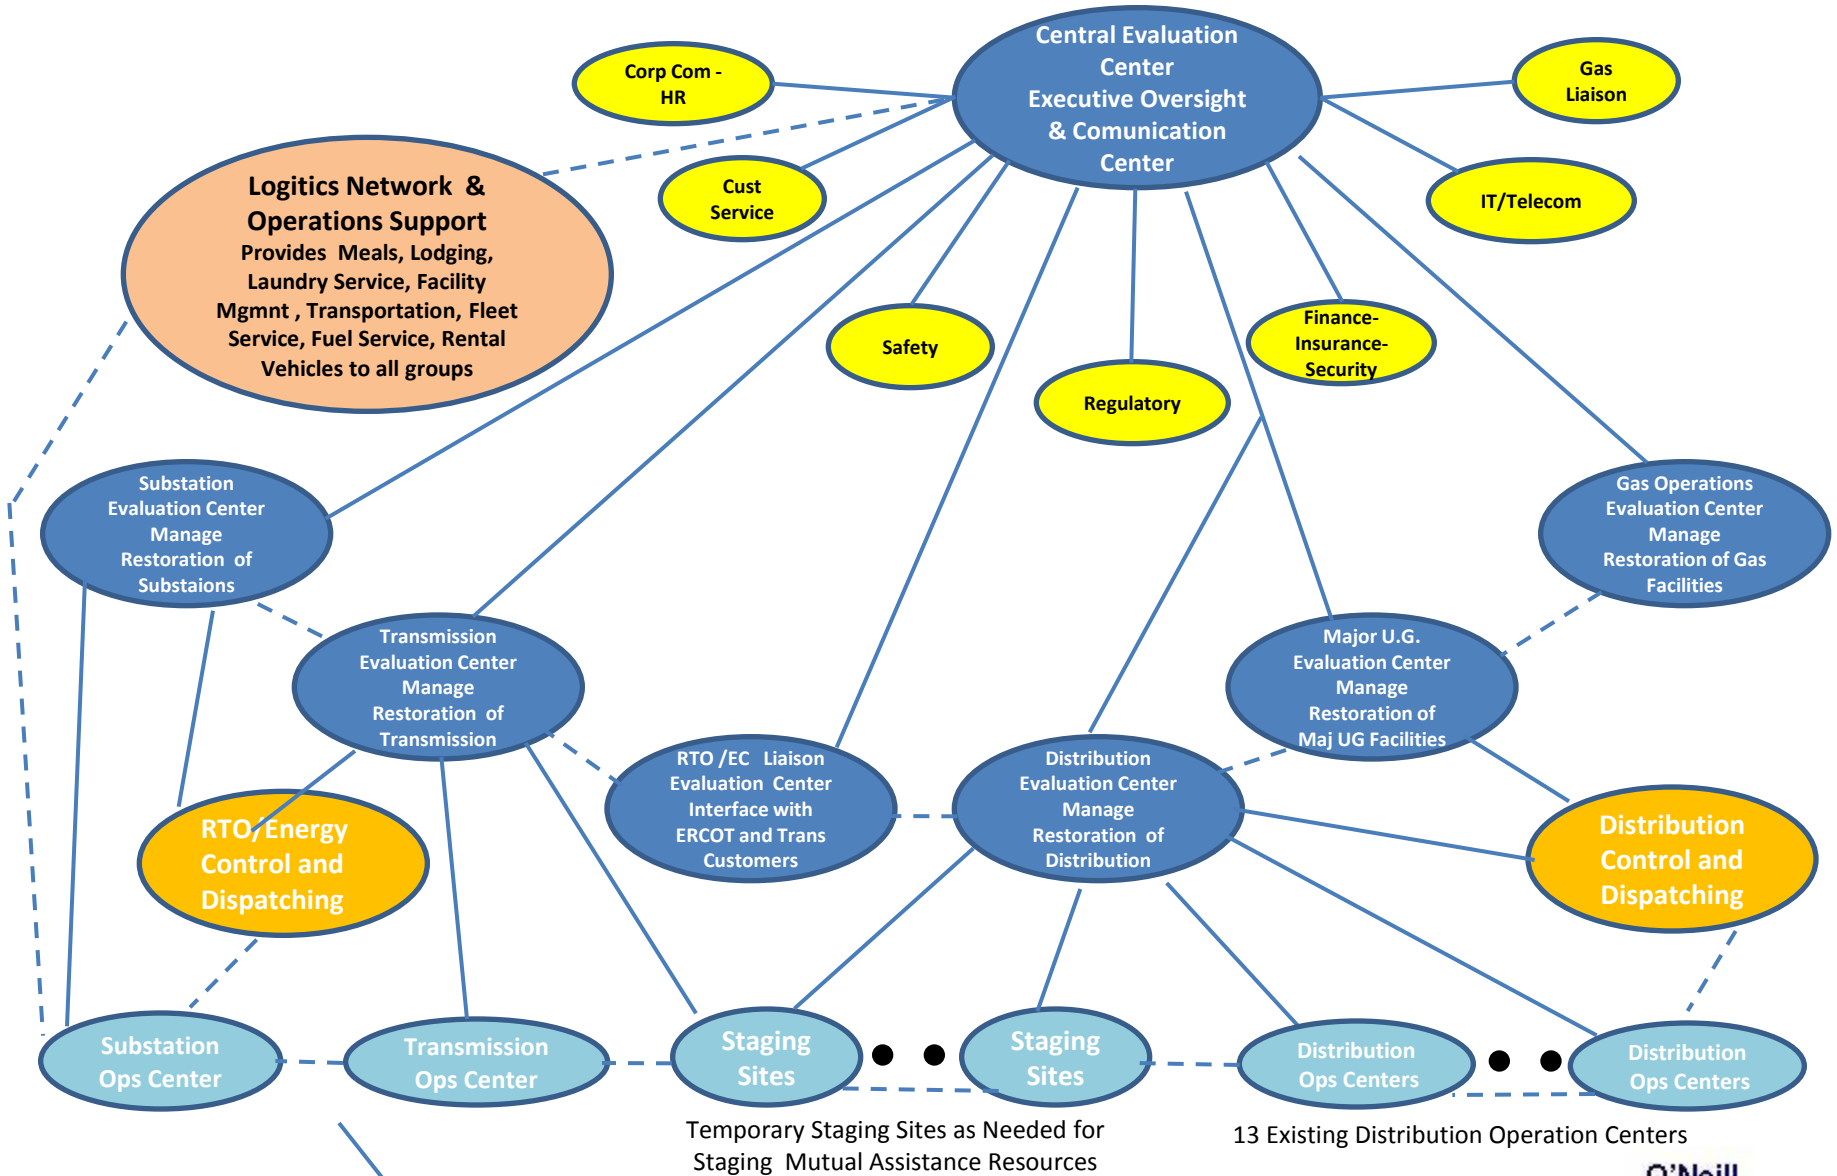 Central Evaluation
Center
Executive Oversight
& Comunication
Center
Corp Com -
HR
Gas
Liaison
Cust
Service
IT/Telecom
Logitics Network &
Operations Support
Provides Meals, Lodging,
Laundry Service, Facility
Mgmnt , Transportation, Fleet
Service, Fuel Service, Rental
Vehicles to all groups
Safety
Regulatory
Finance-
Insurance-
Security
Substation
Evaluation Center
Manage
Restoration of
Substaions
Gas Operations
Evaluation Center
Manage
Restoration of Gas
Facilities
Transmission
Evaluation Center
Manage
Restoration of
Transmission
Major U.G.
Evaluation Center
Manage
Restoration of
Maj UG Facilities
RTO /EC Liaison
Evaluation Center
Interface with
ERCOT and Trans
Customers
Distribution
Evaluation Center
Manage
Restoration of
Distribution
RTO/Energy
Control and
Dispatching
Distribution
Control and
Dispatching
Substation
Ops Center
Transmission
Ops Center
Staging
Sites
Staging
Sites
Distribution
Ops Centers
Distribution
Ops Centers
Temporary Staging Sites as Needed for
Staging Mutual Assistance Resources
13 Existing Distribution Operation Centers
O'Neill